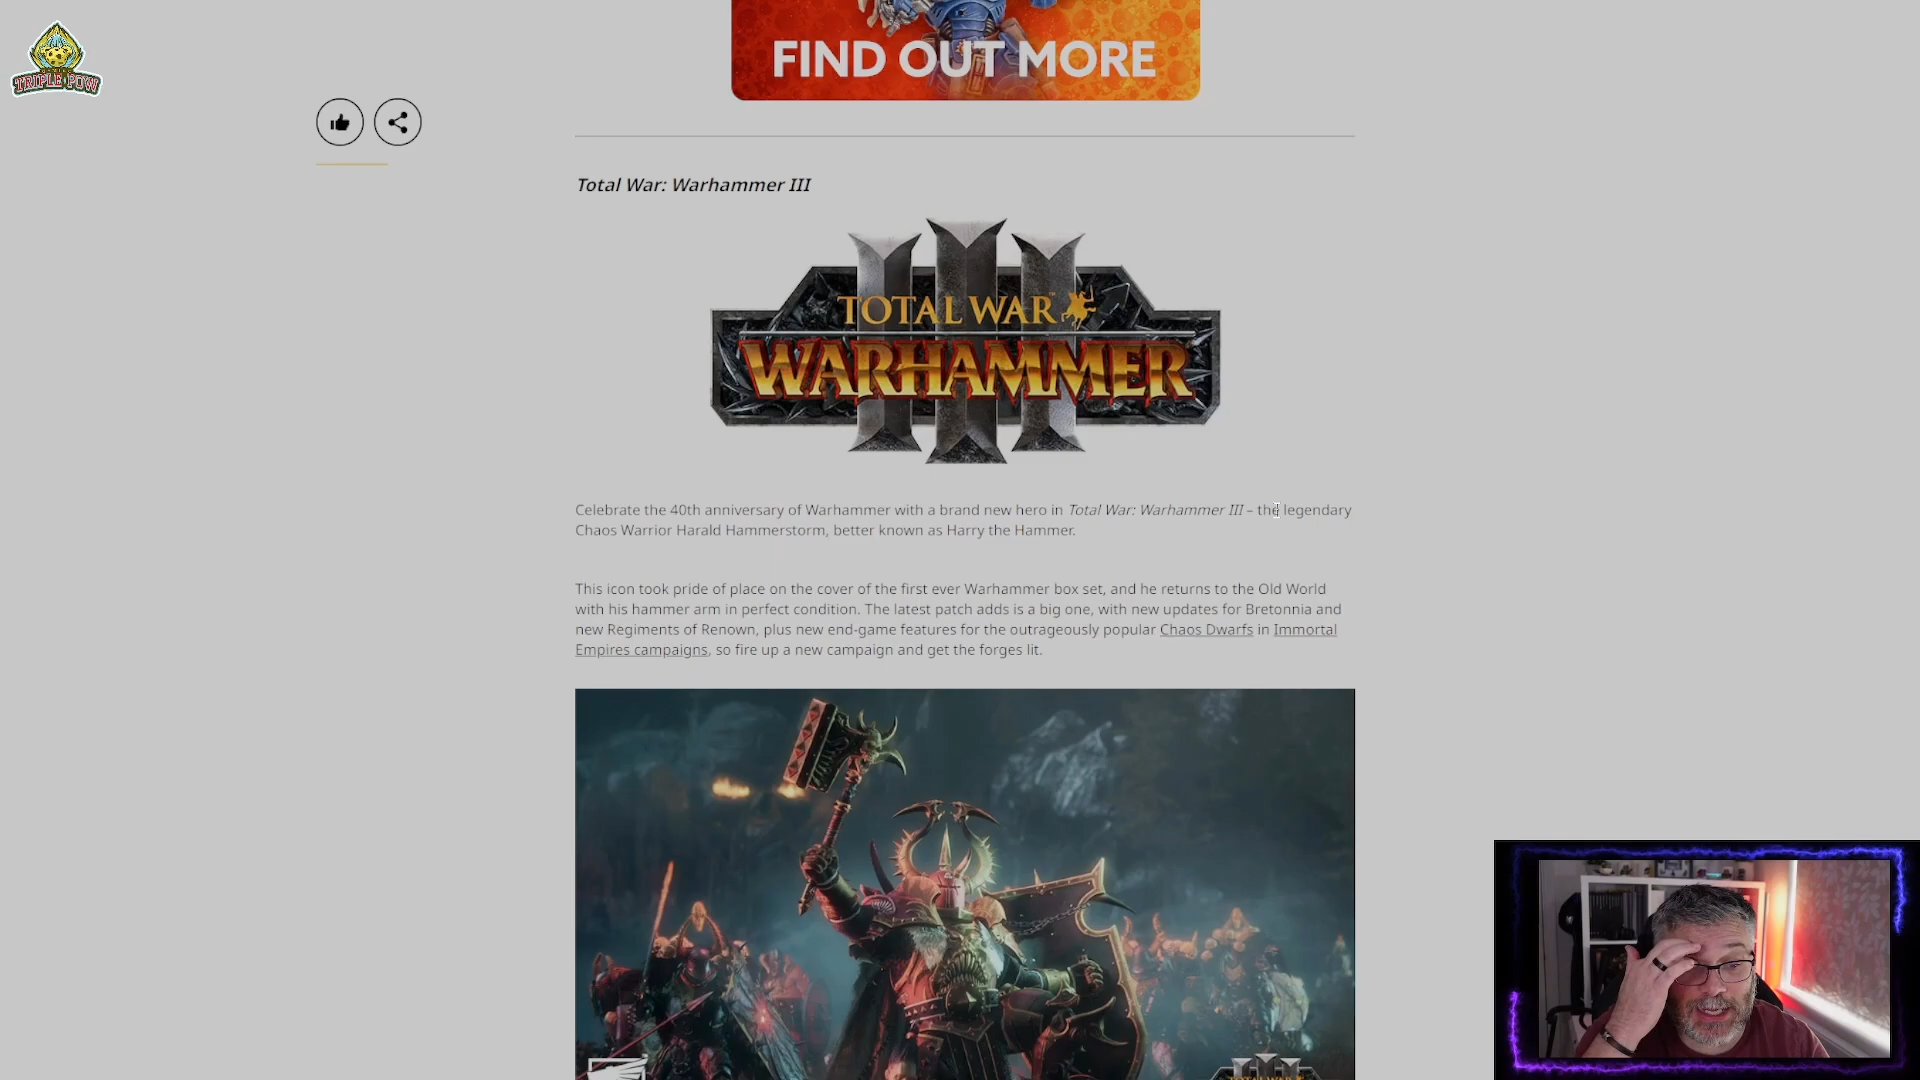 FIND OUT MORE
TRIPLE POW
Total War: Warhammer III
III
TOTAL WAR
WARHAMMER
Celebrate the 40th anniversary of Warhammer with a brand new hero in Total War: Warhammer III – the legendary
Chaos Warrior Harald Hammerstorm, better known as Harry the Hammer.
This icon took pride of place on the cover of the first ever Warhammer box set, and he returns to the Old World
with his hammer arm in perfect condition. The latest patch adds is a big one, with new updates for Bretonnia and
new Regiments of Renown, plus new end-game features for the outrageously popular Chaos Dwarfs in Immortal
Empires campaigns, so fire up a new campaign and get the forges lit.
TOTAL WAR